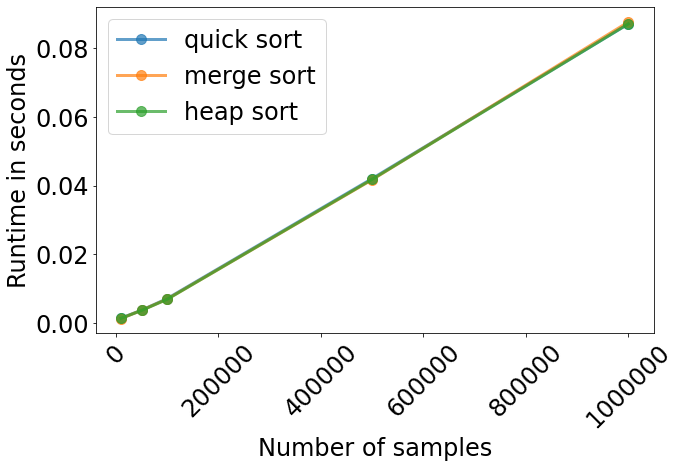 quick sort
merge sort
heap sort
Runtime in seconds
0.08
0.06
0.04
0.02
0.00
0
200000
400000
600000
800000
1000000
Number of samples